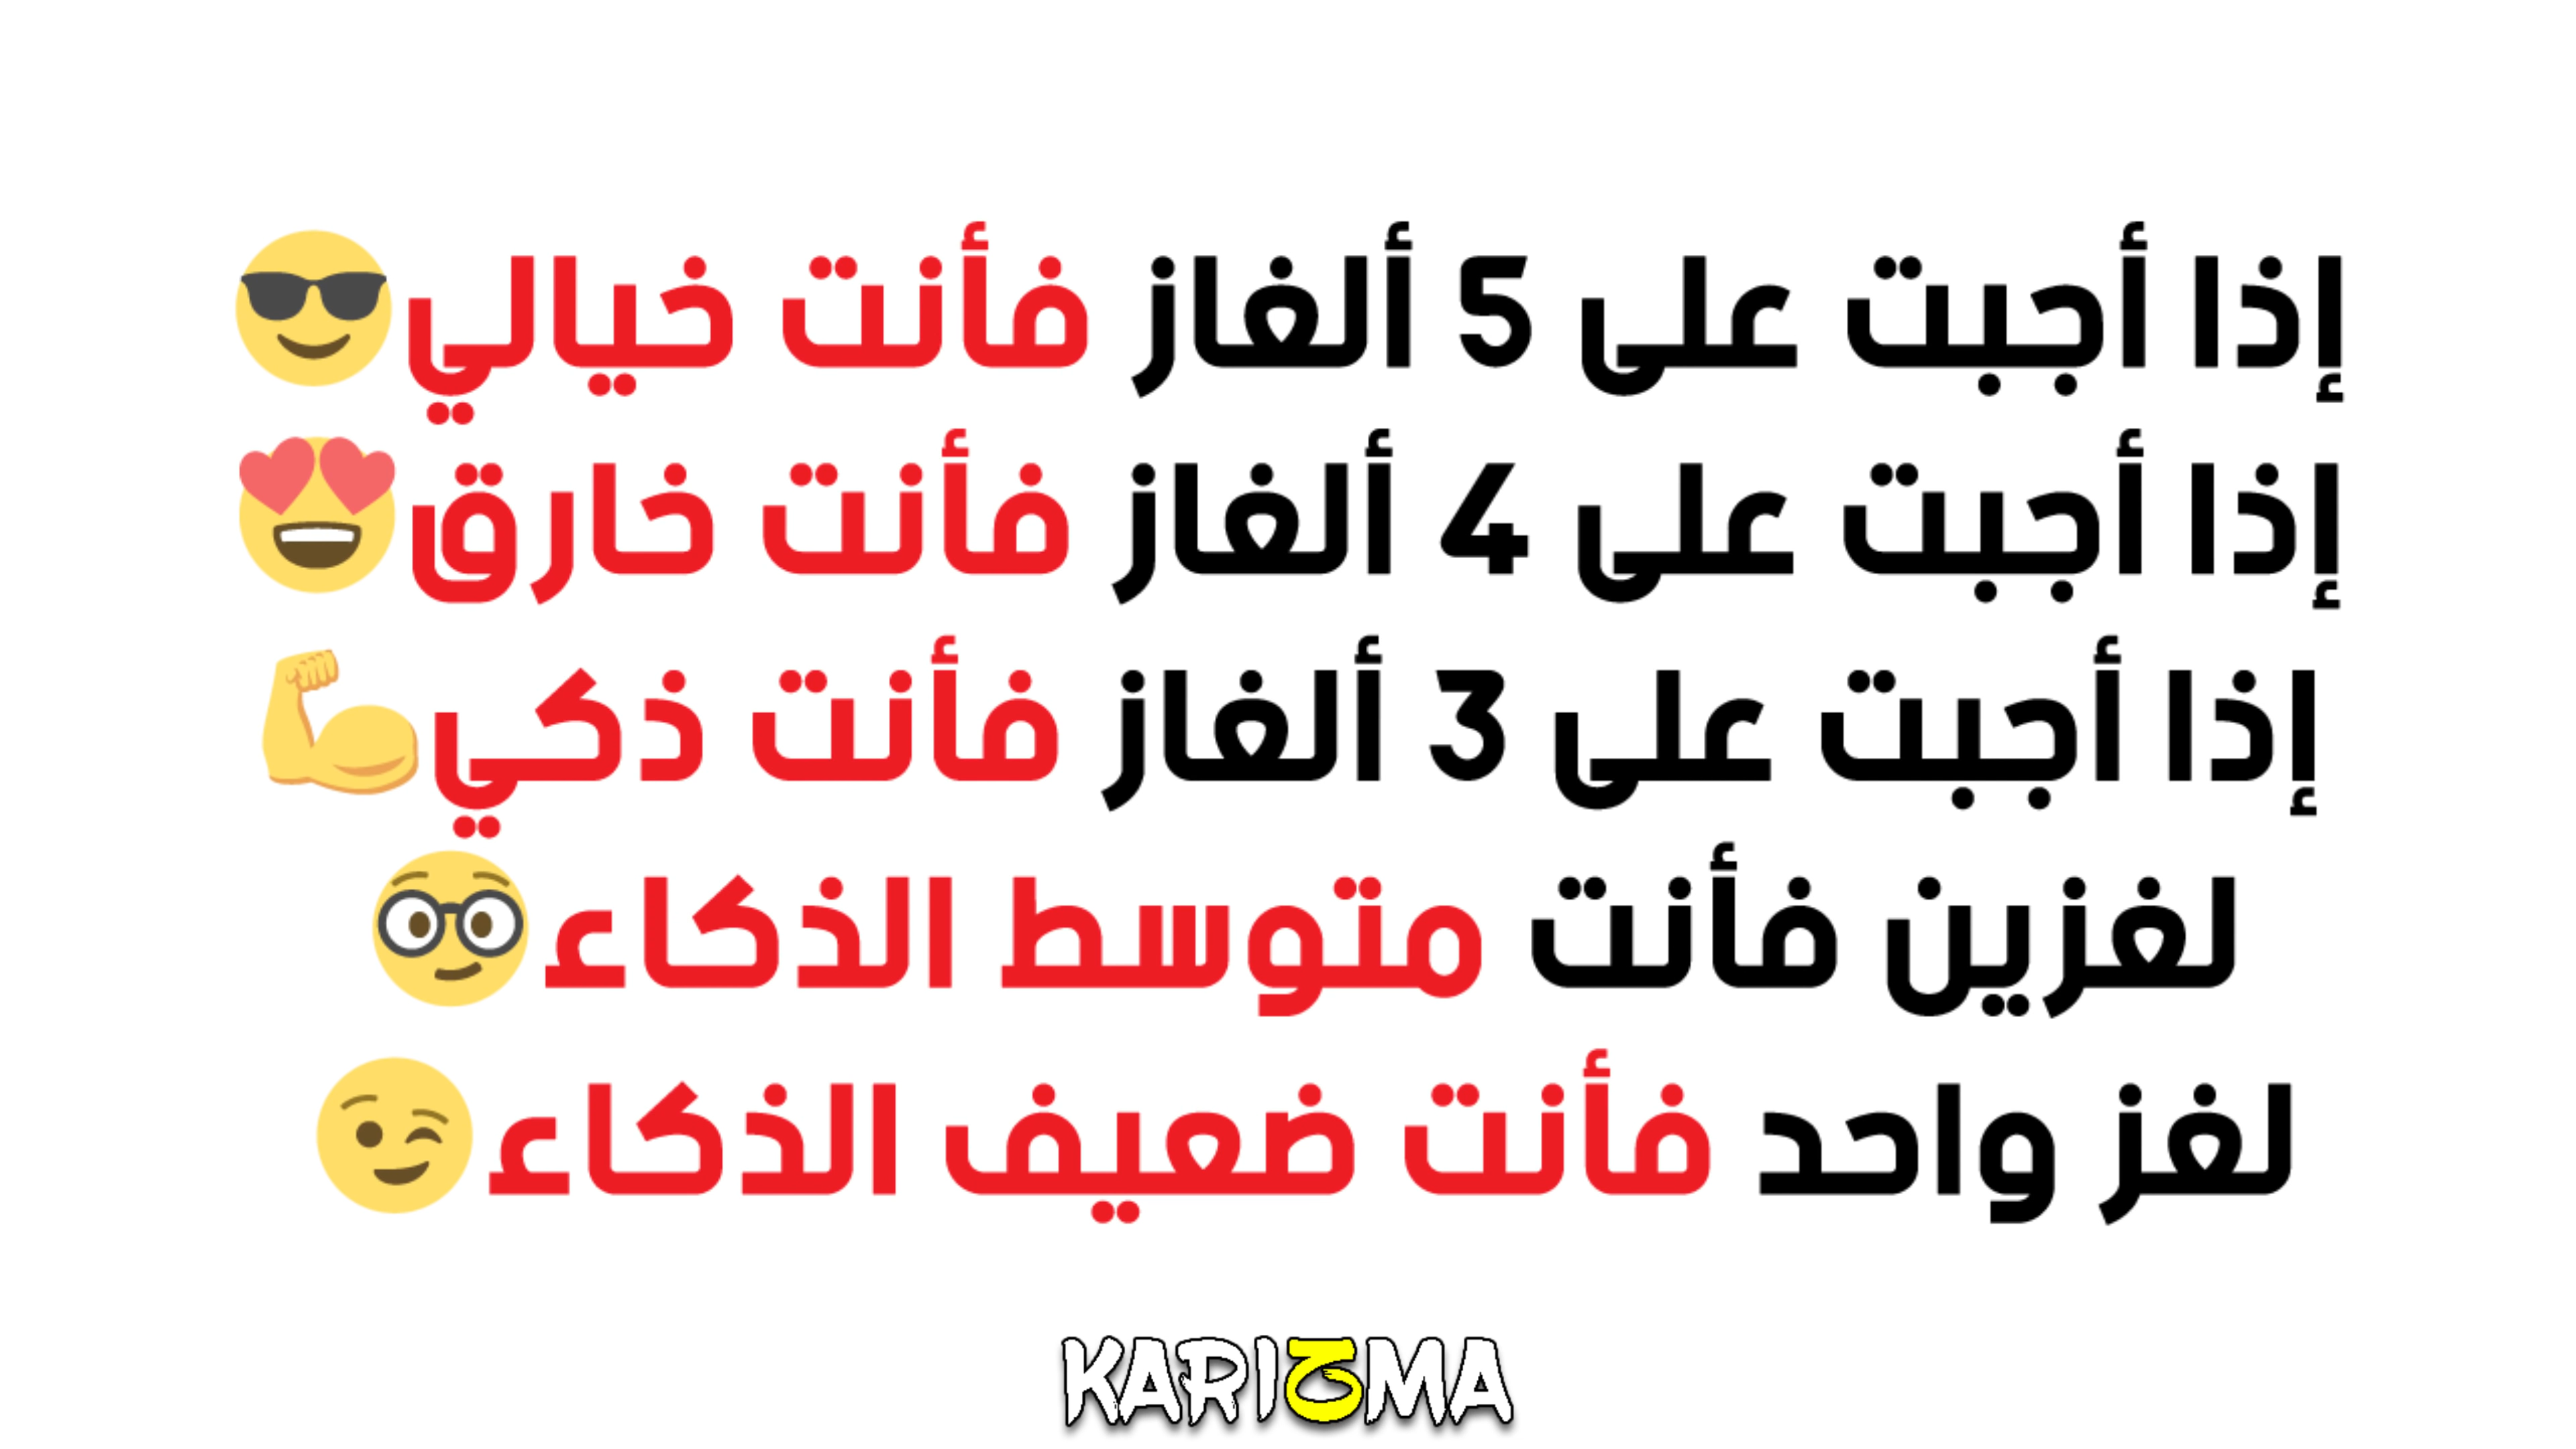 إذا أجبت على 5 ألغاز فأنت خيالي😎
إذا أجبت على 4 ألغاز فأنت خارق😍
إذا أجبت على 3 ألغاز فأنت ذكي💪
لغزين فأنت متوسط الذكاء🤓
لغز واحد فأنت ضعيف الذكاء😉
KARIZMA